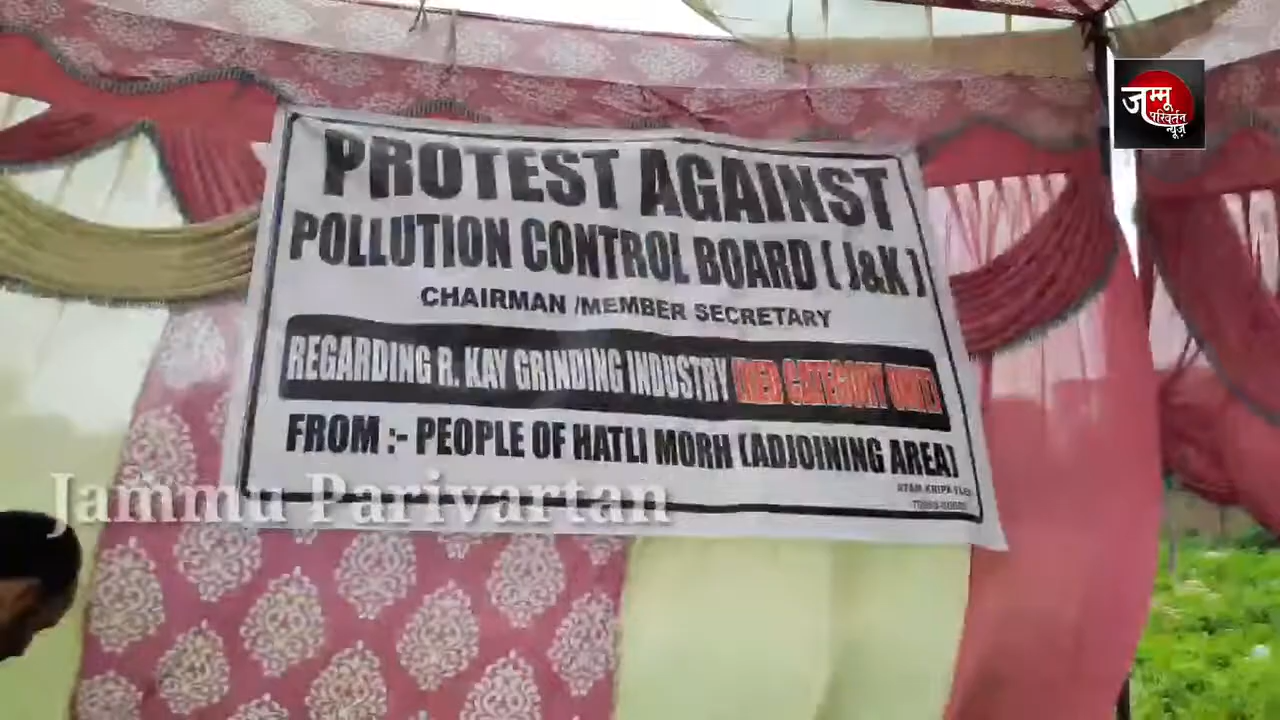 जम्मू
परिवर्तन
न्यूज़
PROTEST AGAINST
POLLUTION CONTROL BOARD ( J&K )
CHAIRMAN /MEMBER SECRETARY
REGARDING R. KAY GRINDING INDUSTRY (RED CATEGORY UNIT)
FROM :- PEOPLE OF HATLI MORH (ADJOINING AREA)
Jammu Parivartan